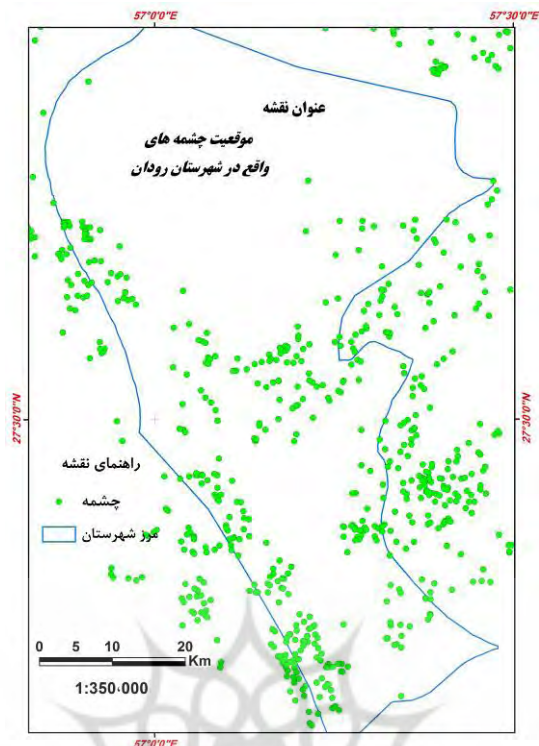 57°0'0"E
57°30'0"E
عنوان نقشه
موقعیت چشمه های
واقع در شهرستان رودان
27°30'0"N
27°30'0"N
راهنمای نقشه
چشمه
مرز شهرستان
0 5 10 20
Km
1:350.000
57°0'0"E